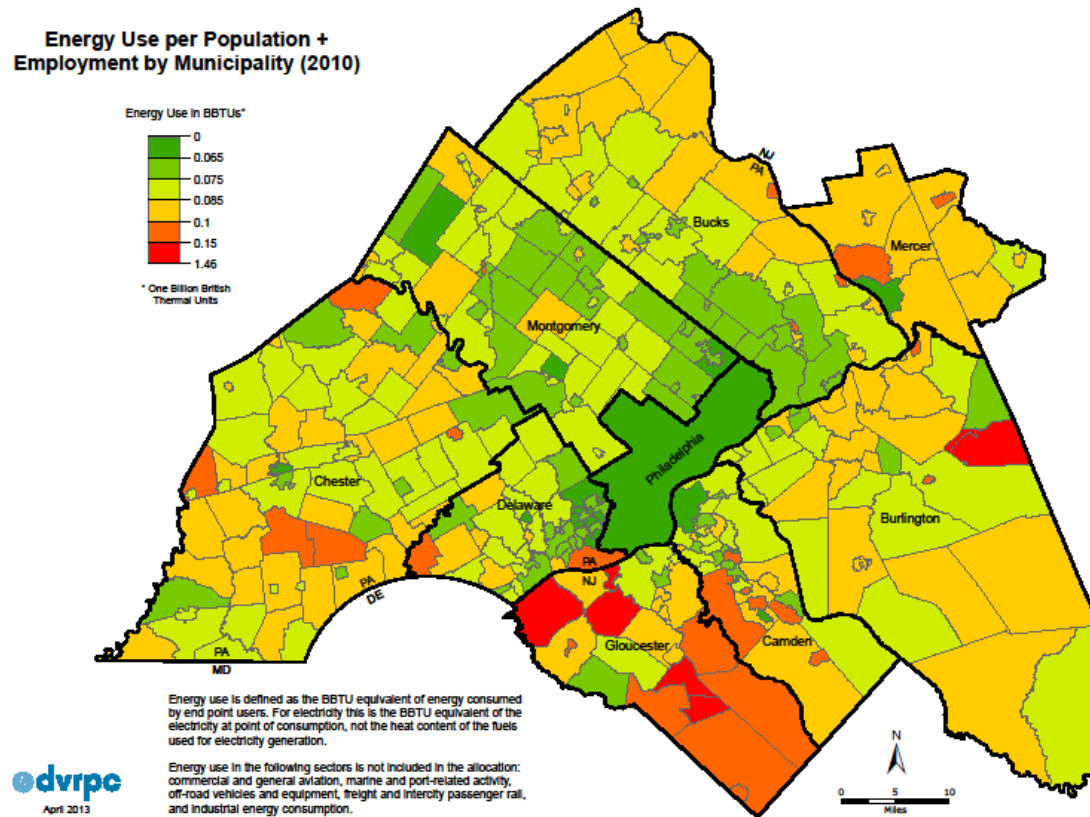 Energy Use per Population +
Employment by Municipality (2010)
Energy Use in BBTUs*
0
0.065
0.075
0.085
0.1
0.15
1.46
* One Billion British
Thermal Units
NJ
PA
Bucks
Mercer
Montgomery
Philadelphia
Chester
Delaware
Burlington
PA
DE
PA
NJ
Gloucester
Camden
PA
MD
Energy use is defined as the BBTU equivalent of energy consumed
by end point users. For electricity this is the BBTU equivalent of the
electricity at point of consumption, not the heat content of the fuels
used for electricity generation.
Energy use in the following sectors is not included in the allocation:
commercial and general aviation, marine and port-related activity,
off-road vehicles and equipment, freight and intercity passenger rail,
and industrial energy consumption.
dvrpc
April 2013
N
0 5 10
Miles